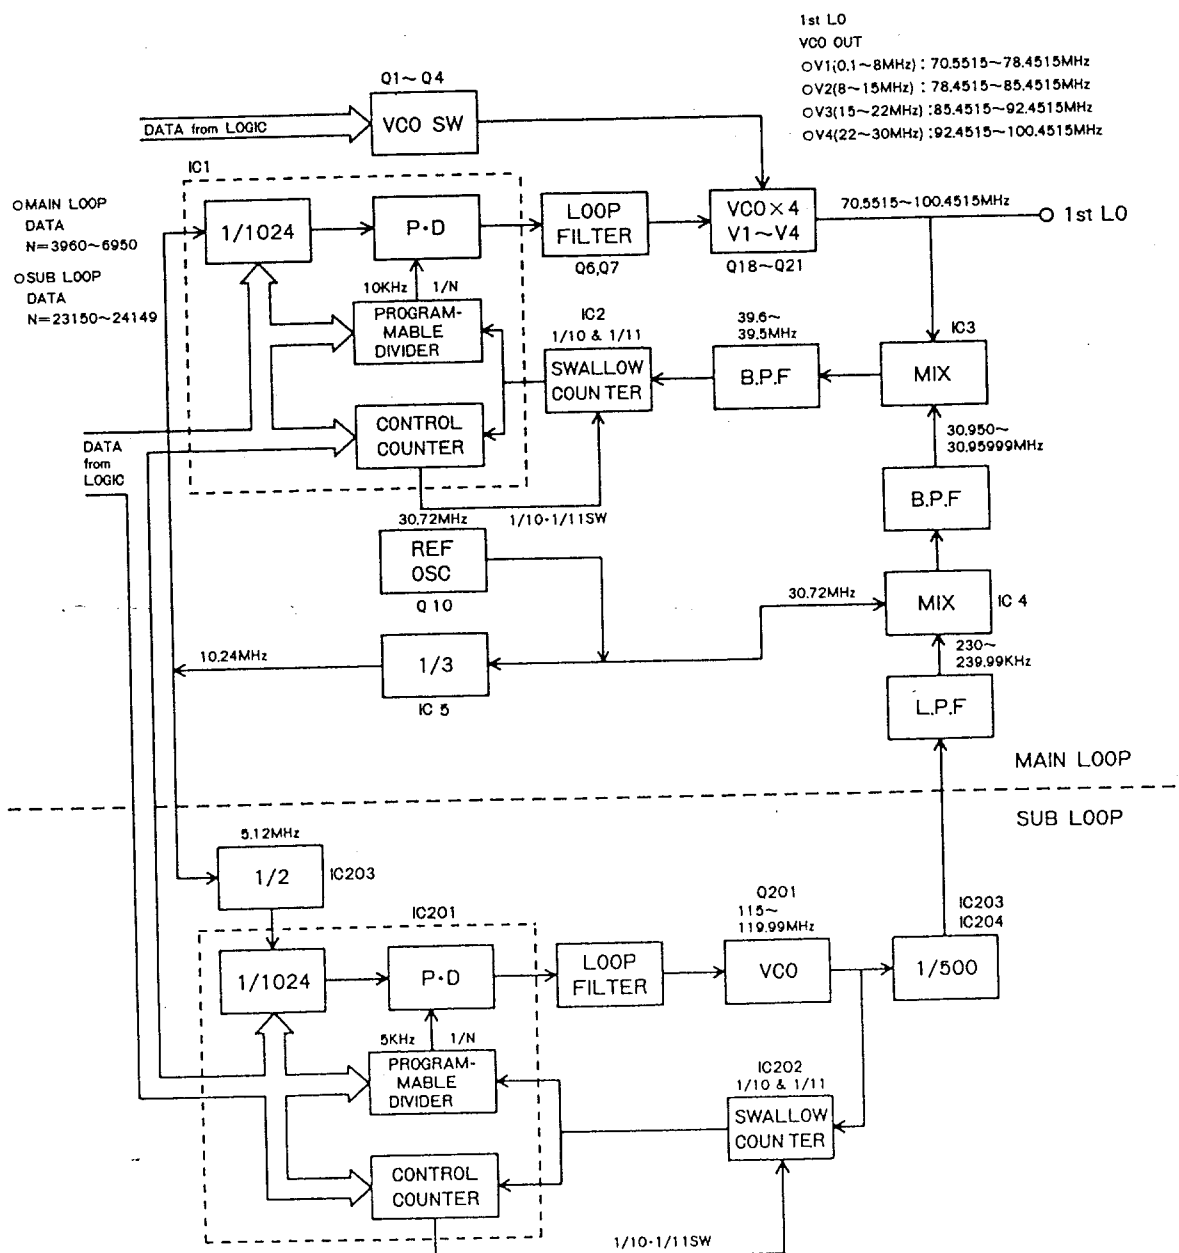 1st LO
VCO OUT
○V1(0.1~8MHz) : 70.5515~78.4515MHz
○V2(8~15MHz) : 78.4515~85.4515MHz
○V3(15~22MHz) : 85.4515~92.4515MHz
○V4(22~30MHz) : 92.4515~100.4515MHz
Q1~Q4
VCO SW
DATA from LOGIC
IC1
○MAIN LOOP
DATA
N=3960~6950
○SUB LOOP
DATA
N=23150~24149
1/1024
P·D
LOOP
FILTER
Q6,Q7
VCO×4
V1~V4
Q18~Q21
70.5515~100.4515MHz
1st LO
10KHz
1/N
PROGRAM-
MABLE
DIVIDER
IC2
1/10 & 1/11
SWALLOW
COUNTER
39.6~
39.5MHz
B.P.F
IC3
MIX
CONTROL
COUNTER
DATA
from
LOGIC
30.950~
30.95999MHz
1/10·1/11SW
B.P.F
30.72MHz
REF
OSC
Q10
30.72MHz
MIX
IC 4
10.24MHz
1/3
IC 5
230~
239.99KHz
L.P.F
MAIN LOOP
SUB LOOP
5.12MHz
1/2
IC203
IC201
1/1024
P·D
LOOP
FILTER
Q201
115~
119.99MHz
VCO
IC203
IC204
1/500
5KHz
1/N
PROGRAM-
MABLE
DIVIDER
IC202
1/10 & 1/11
SWALLOW
COUNTER
CONTROL
COUNTER
1/10·1/11SW